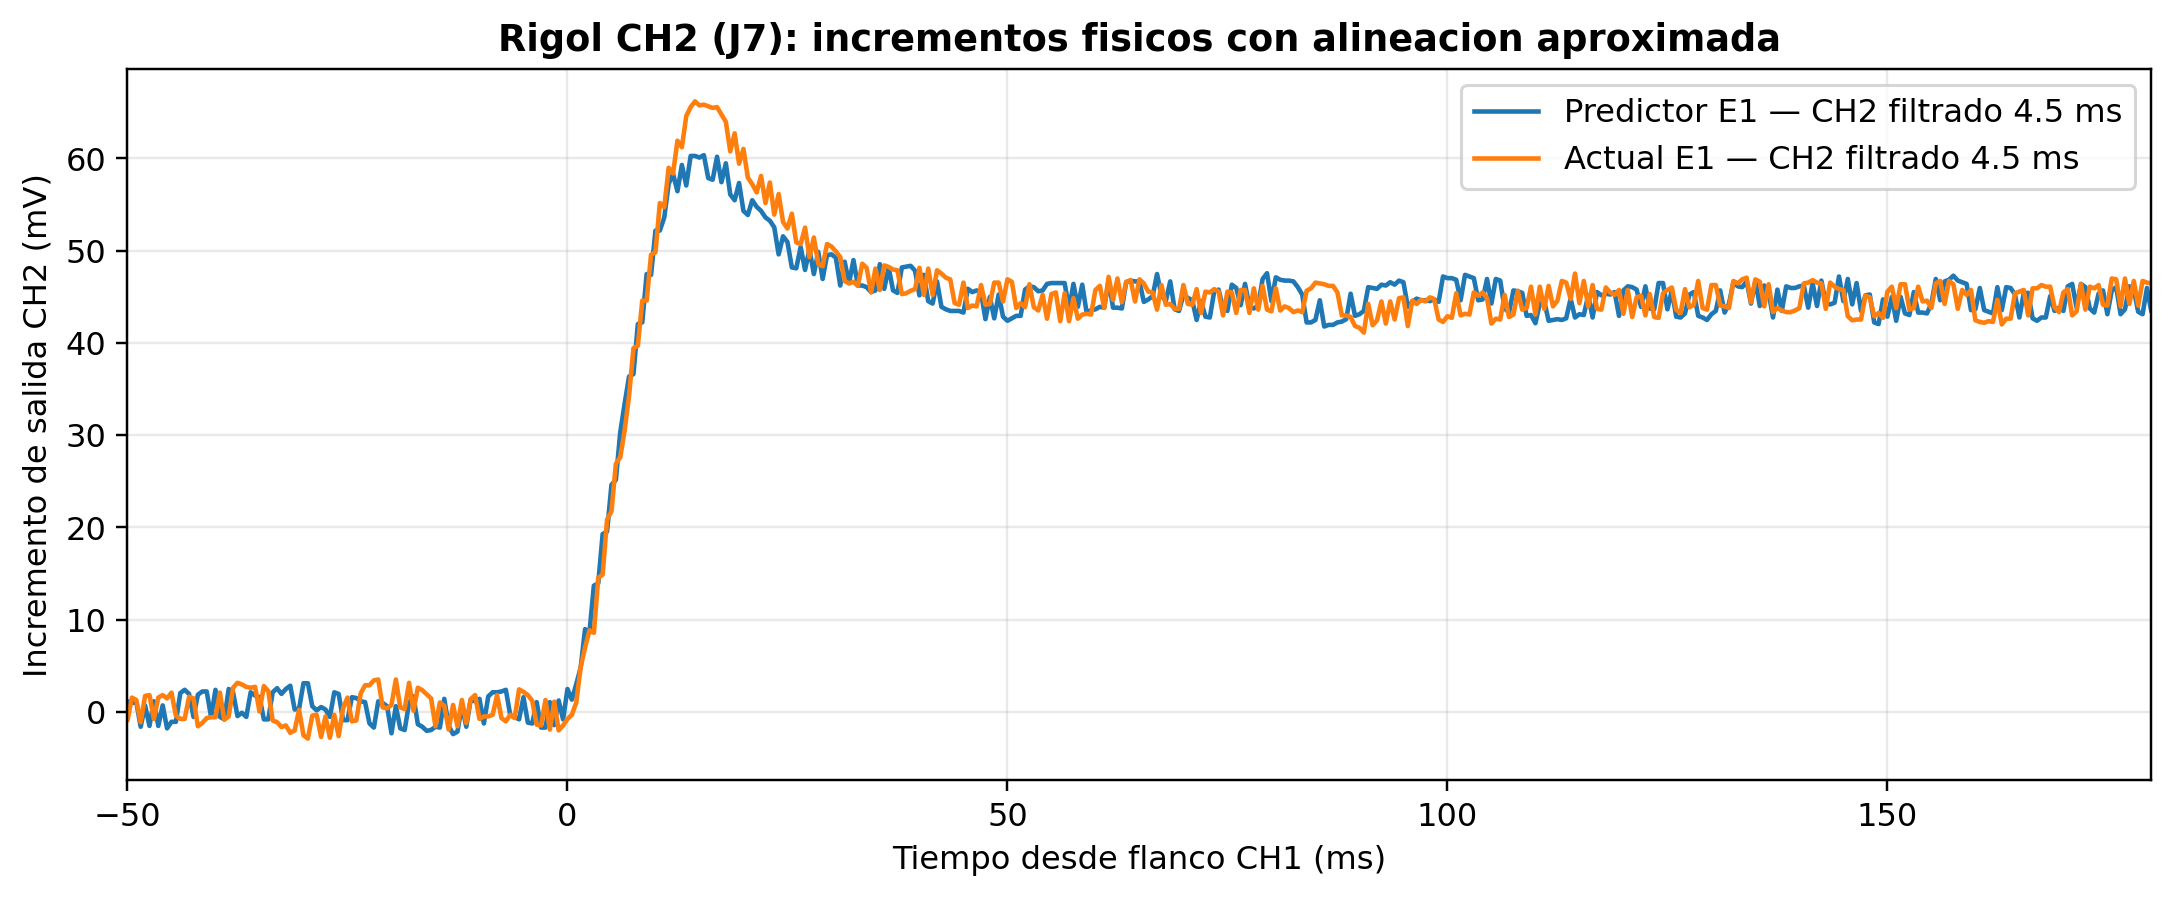 Rigol CH2 (J7): incrementos fisicos con alineacion aproximada
Predictor E1 — CH2 filtrado 4.5 ms
Actual E1 — CH2 filtrado 4.5 ms
Incremento de salida CH2 (mV)
60
50
40
30
20
10
0
−50
0
50
100
150
Tiempo desde flanco CH1 (ms)